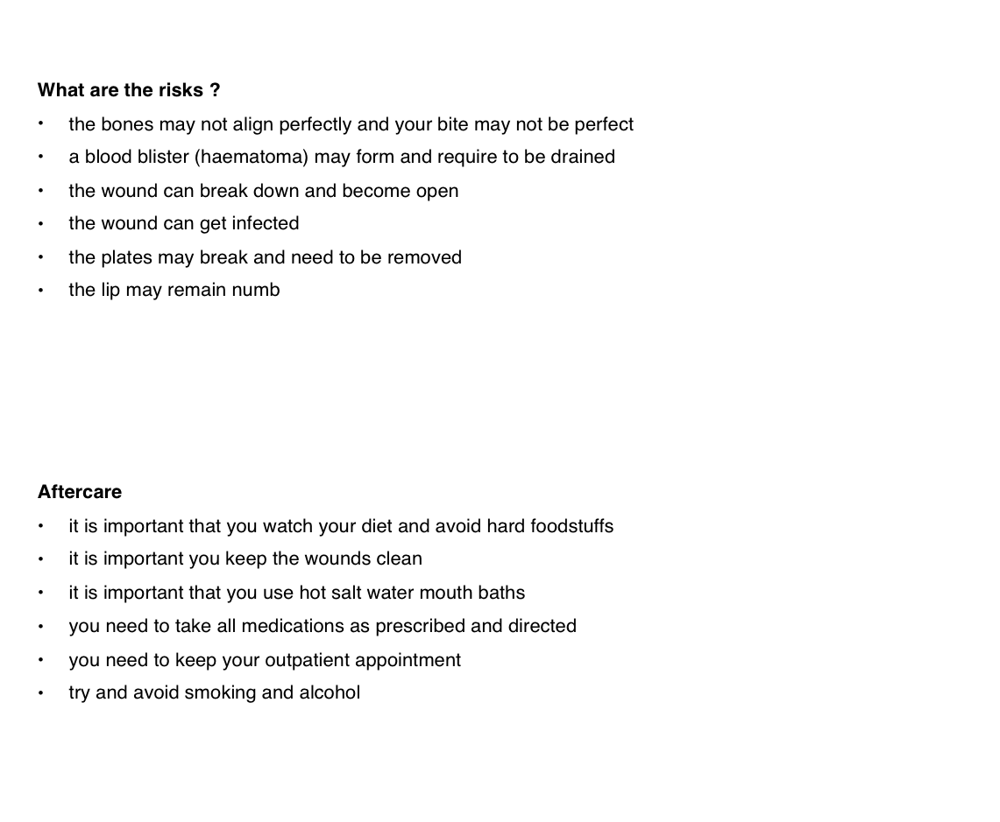 What are the risks ?
• the bones may not align perfectly and your bite may not be perfect
• a blood blister (haematoma) may form and require to be drained
• the wound can break down and become open
• the wound can get infected
• the plates may break and need to be removed
• the lip may remain numb
Aftercare
• it is important that you watch your diet and avoid hard foodstuffs
• it is important you keep the wounds clean
• it is important that you use hot salt water mouth baths
• you need to take all medications as prescribed and directed
• you need to keep your outpatient appointment
• try and avoid smoking and alcohol